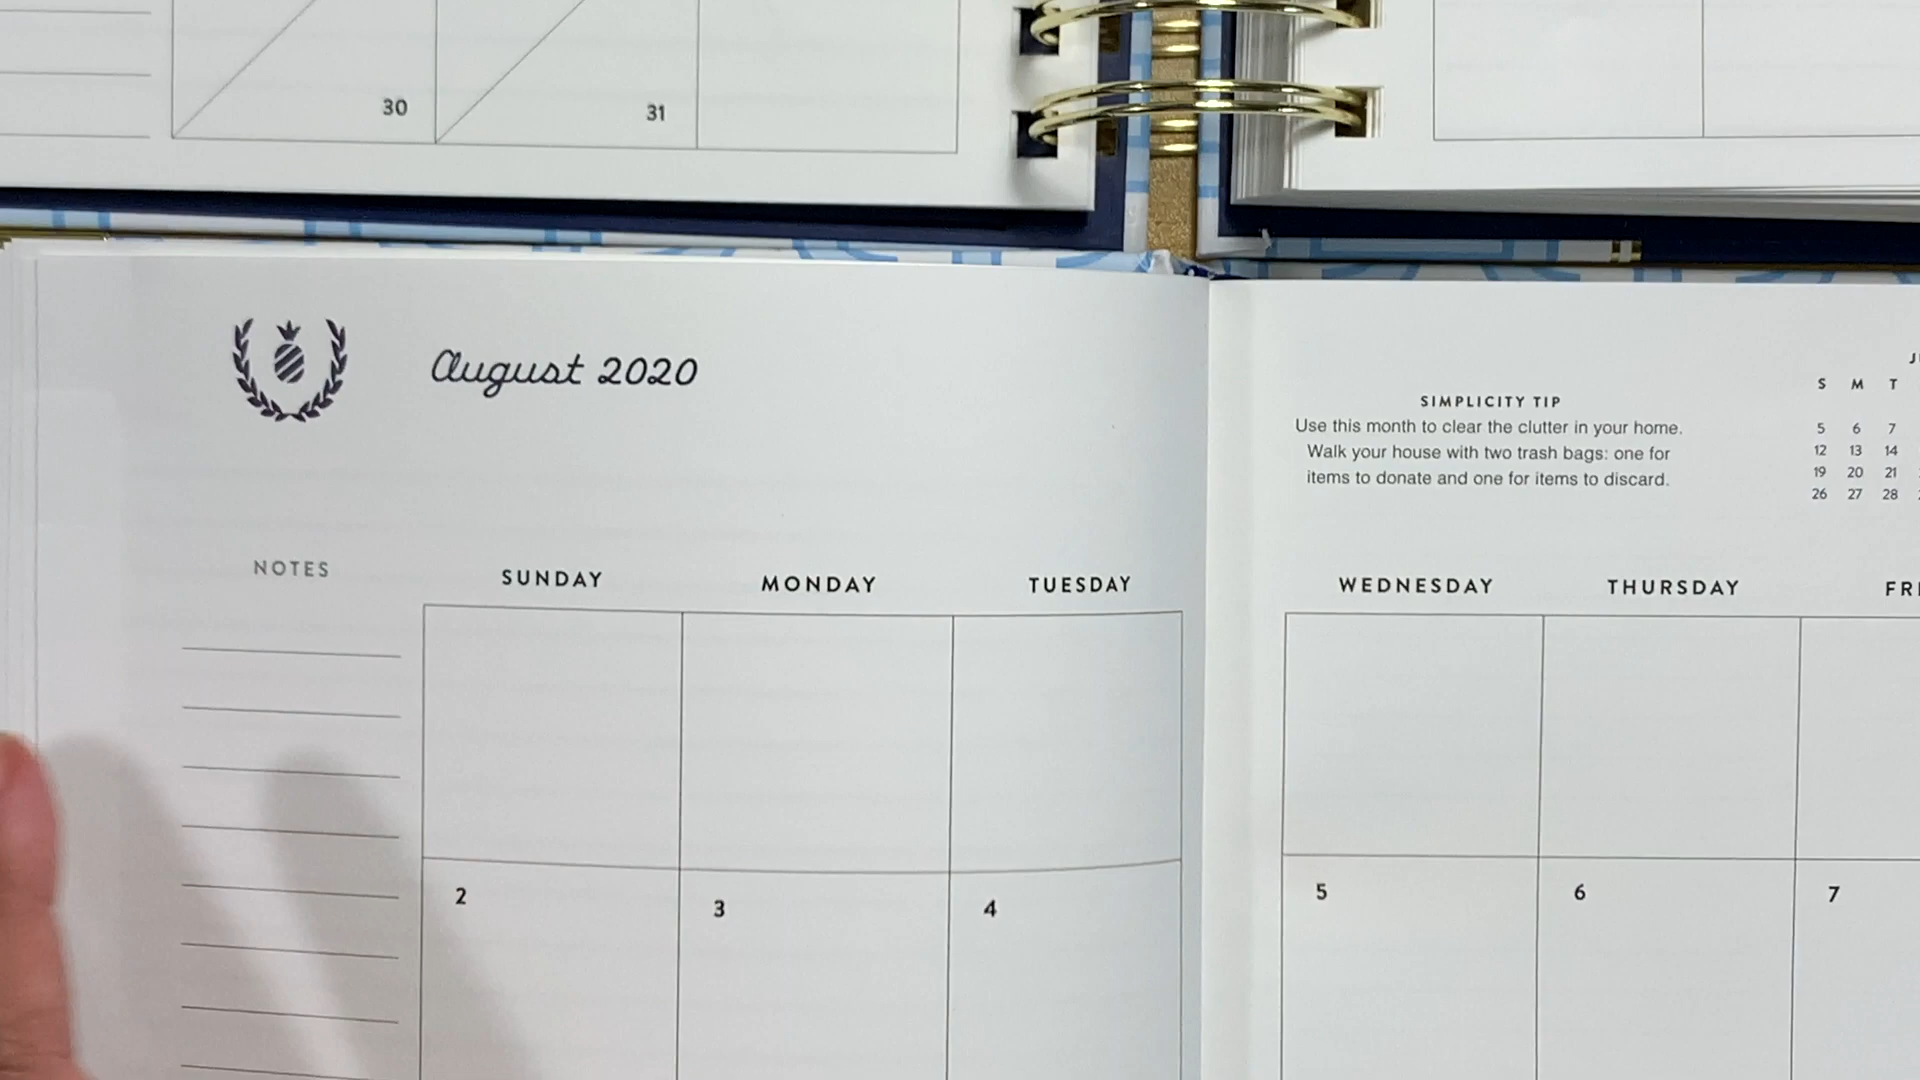 30
31
August 2020
SIMPLICITY TIP
Use this month to clear the clutter in your home.
Walk your house with two trash bags: one for
items to donate and one for items to discard.
S M T
5 6 7
12 13 14
19 20 21
26 27 28
NOTES
SUNDAY MONDAY TUESDAY WEDNESDAY THURSDAY
2 3 4 5 6 7